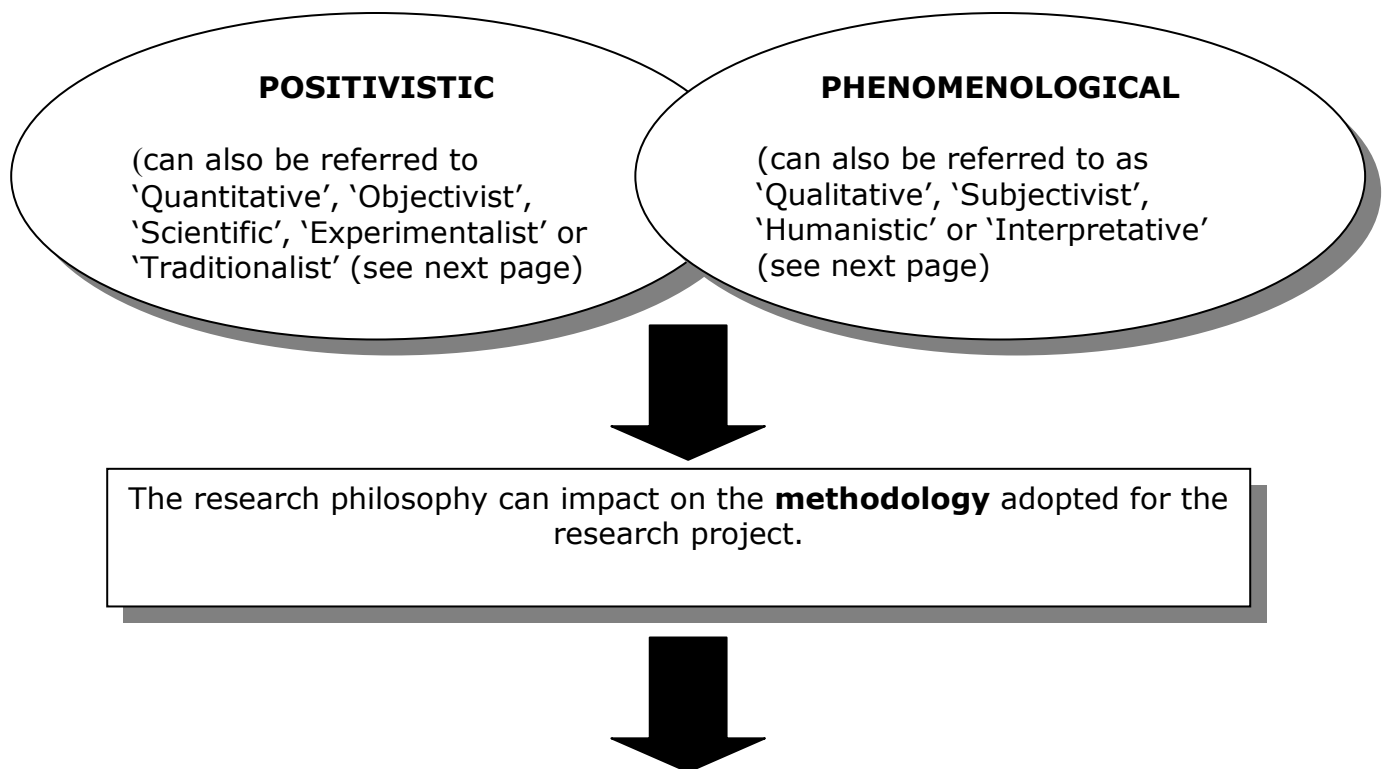 POSITIVISTIC
(can also be referred to
‘Quantitative’, ‘Objectivist’,
‘Scientific’, ‘Experimentalist’ or
‘Traditionalist’ (see next page)
PHENOMENOLOGICAL
(can also be referred to as
‘Qualitative’, ‘Subjectivist’,
‘Humanistic’ or ‘Interpretative’
(see next page)
The research philosophy can impact on the methodology adopted for the
research project.